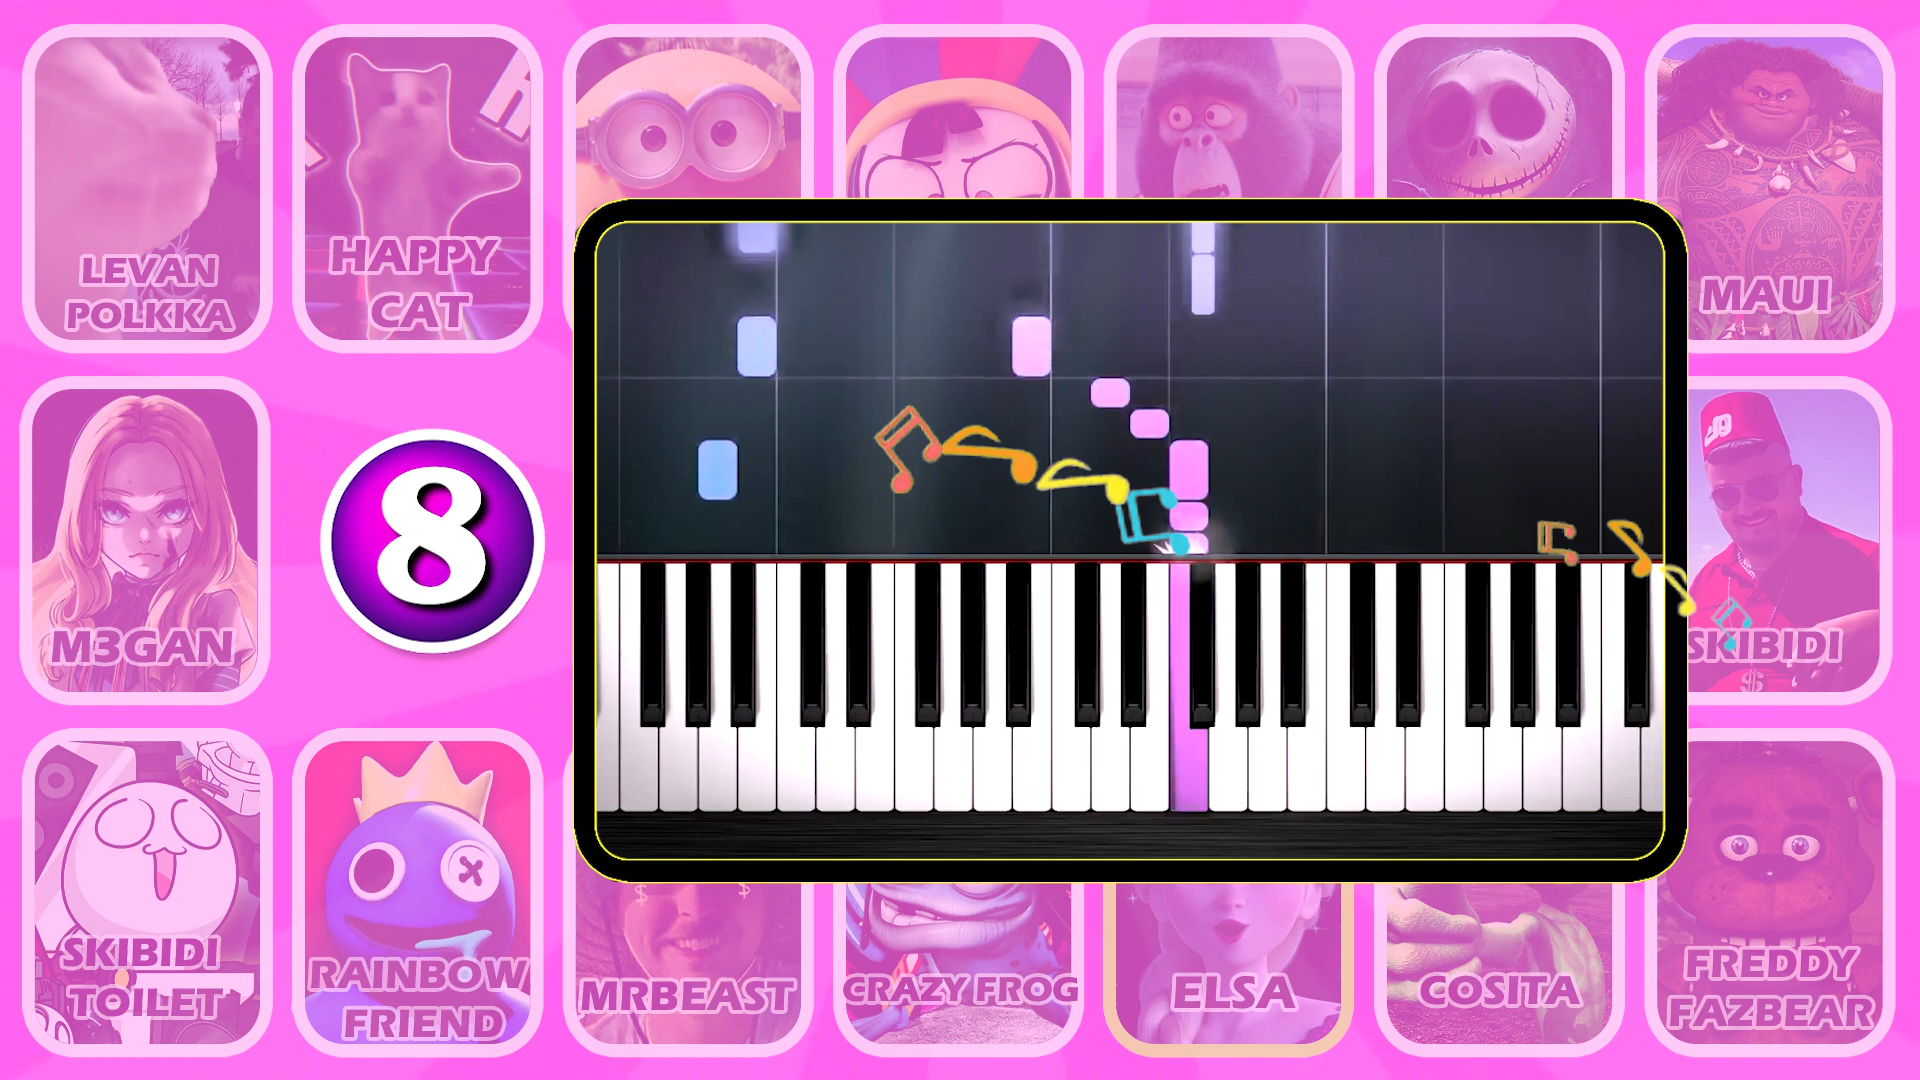 LEVAN
POLKKA
HAPPY
CAT
MAUI
M3GAN
8
SKIBIDI
$
SKIBIDI
TOILET
RAINBOW
FRIEND
$ $
MRBEAST
CRAZY FROG
ELSA
COSITA
FREDDY
FAZBEAR